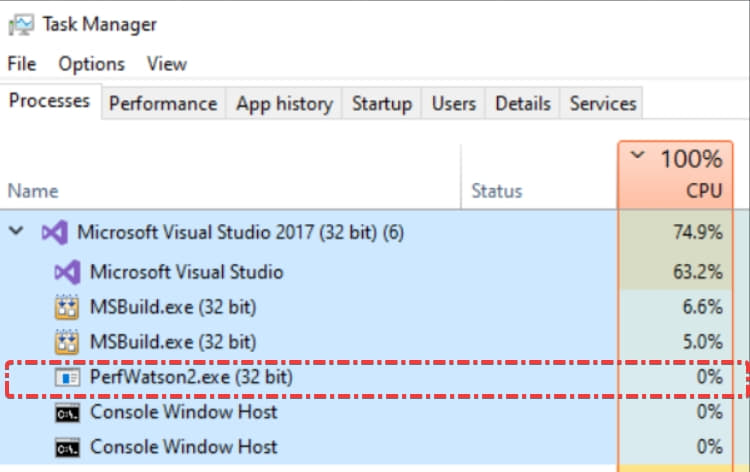 Task Manager
File Options View
Processes Performance App history Startup Users Details Services
100%
Name Status CPU
Microsoft Visual Studio 2017 (32 bit) (6) 74.9%
Microsoft Visual Studio 63.2%
MSBuild.exe (32 bit) 6.6%
MSBuild.exe (32 bit) 5.0%
PerfWatson2.exe (32 bit) 0%
Console Window Host 0%
Console Window Host 0%